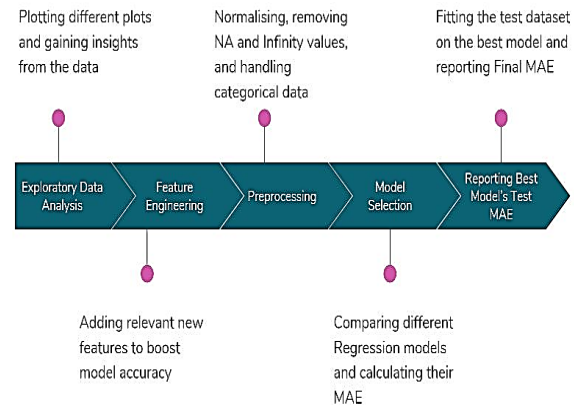 Plotting different plots
and gaining insights
from the data
Normalising, removing
NA and Infinity values,
and handling
categorical data
Fitting the test dataset
on the best model and
reporting Final MAE
Exploratory Data
Analysis
Feature
Engineering
Preprocessing
Model
Selection
Reporting Best
Model's Test
MAE
Adding relevant new
features to boost
model accuracy
Comparing different
Regression models
and calculating their
MAE